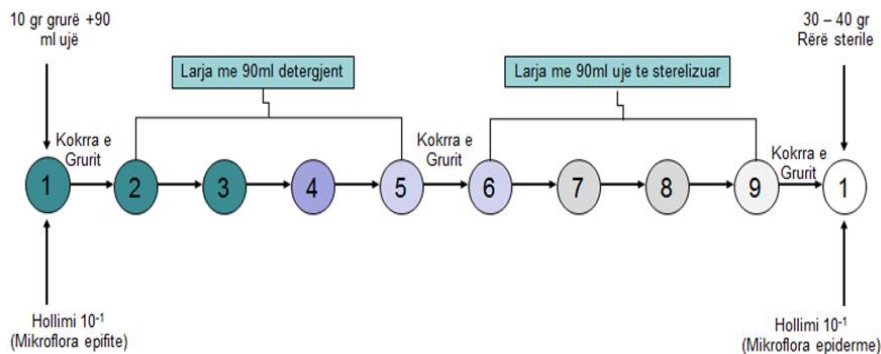 10 gr grurë +90
ml ujë
30 – 40 gr
Rërë sterile
Larja me 90ml detergjent
Larja me 90ml uje te sterelizuar
Kokrra e
Grurit
Kokrra e
Grurit
Kokrra e
Grurit
1
2
3
4
5
6
7
8
9
1
Hollimi 10⁻¹
(Mikroflora epifite)
Hollimi 10⁻¹
(Mikroflora epiderme)